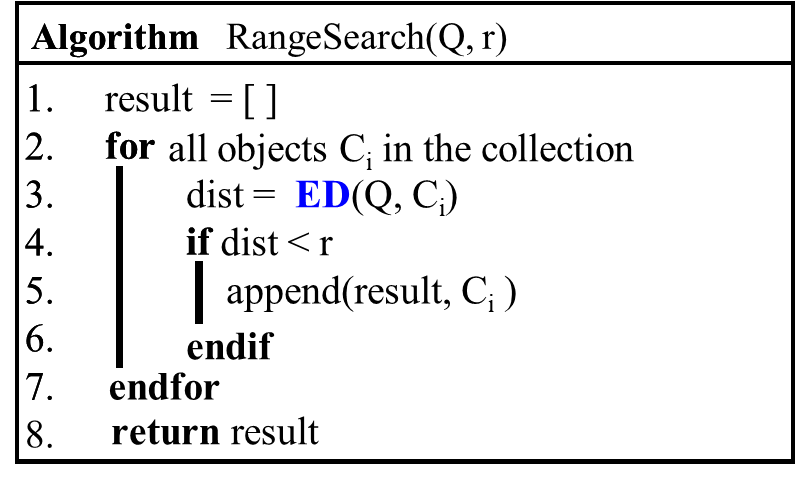 Algorithm RangeSearch(Q, r)
1. result = [ ]
2. for all objects Ci in the collection
3. dist = ED(Q, Ci)
4. if dist < r
5. append(result, Ci )
6. endif
7. endfor
8. return result